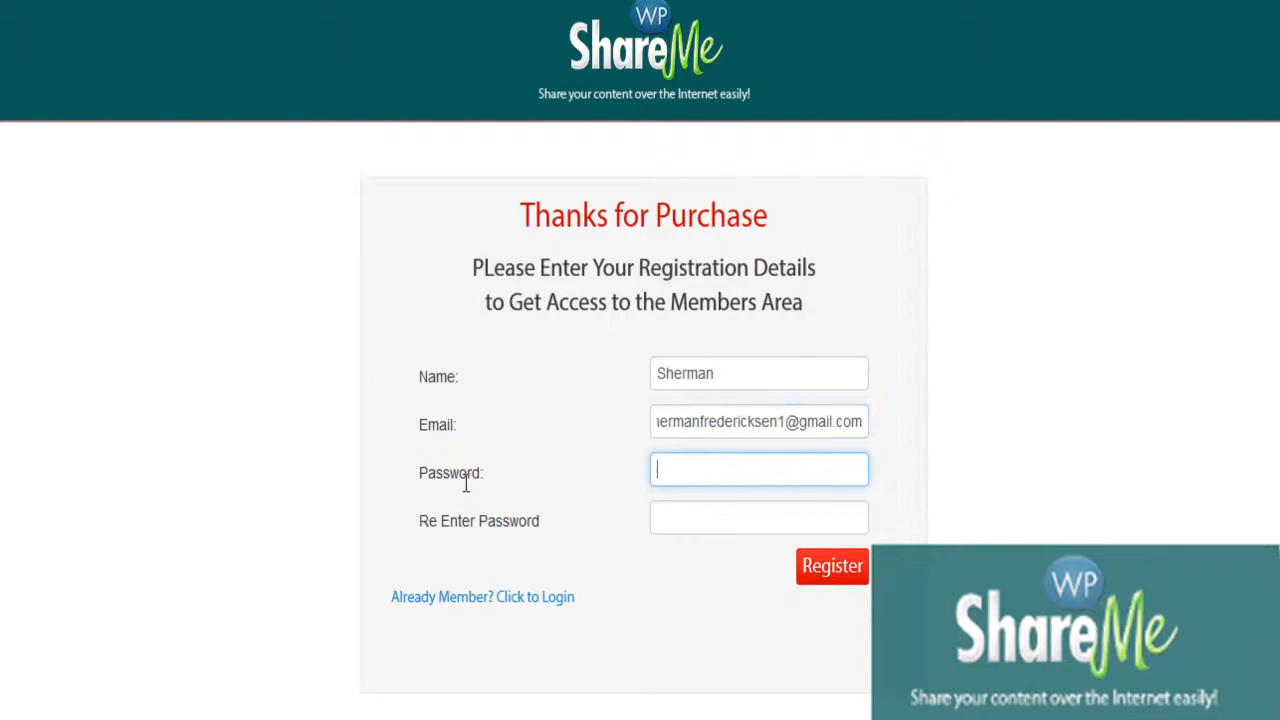 WP
ShareMe
Share your content over the Internet easily!
Thanks for Purchase
PLease Enter Your Registration Details
to Get Access to the Members Area
Name: Sherman
Email: hermanfredericksen1@gmail.com
Password:
Re Enter Password
Register
Already Member? Click to Login
WP
ShareMe
Share your content over the Internet easily!